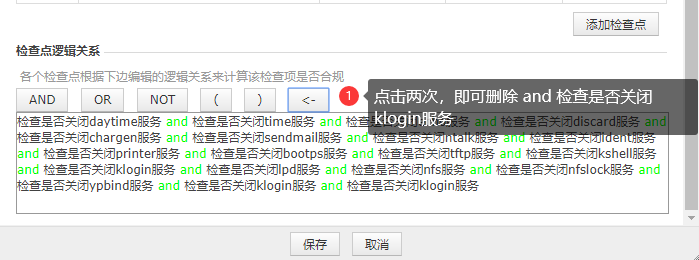 添加检查点
检查点逻辑关系
各个检查点根据下边编辑的逻辑关系来计算该检查项是否合规
AND OR NOT ( ) <-
1
点击两次，即可删除 and 检查是否关闭
klogin服务
检查是否关闭daytime服务 and 检查是否关闭time服务 and 检查是否关闭discard服务 and
检查是否关闭chargen服务 and 检查是否关闭sendmail服务 and 检查是否关闭ntalk服务 and 检查是否关闭ident服务
and 检查是否关闭printer服务 and 检查是否关闭bootps服务 and 检查是否关闭tftp服务 and 检查是否关闭kshell服务
and 检查是否关闭klogin服务 and 检查是否关闭lpd服务 and 检查是否关闭nfs服务 and 检查是否关闭nfslock服务 and
检查是否关闭ypbind服务 and 检查是否关闭klogin服务 and 检查是否关闭klogin服务
保存 取消